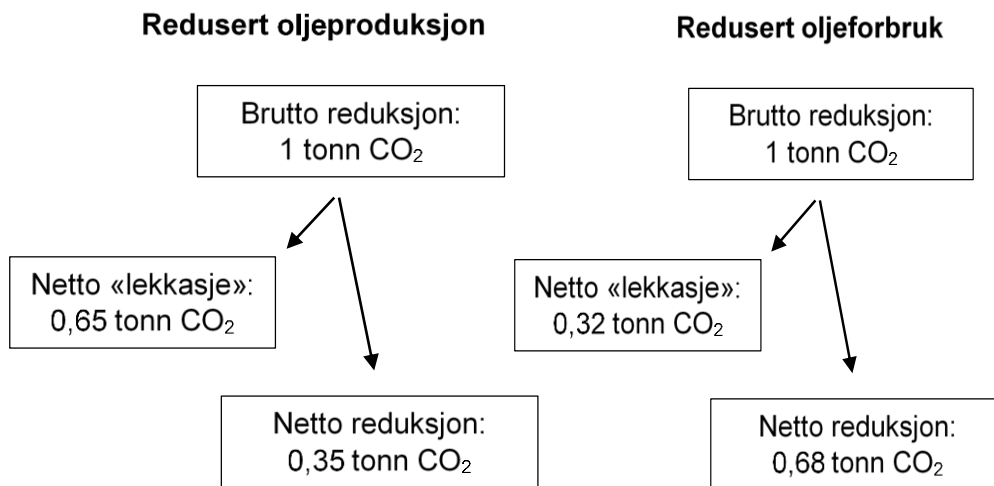 Redusert oljeproduksjon
Brutto reduksjon:
1 tonn CO₂
Netto «lekkasje»:
0,65 tonn CO₂
Netto reduksjon:
0,35 tonn CO₂
Redusert oljeforbruk
Brutto reduksjon:
1 tonn CO₂
Netto «lekkasje»:
0,32 tonn CO₂
Netto reduksjon:
0,68 tonn CO₂